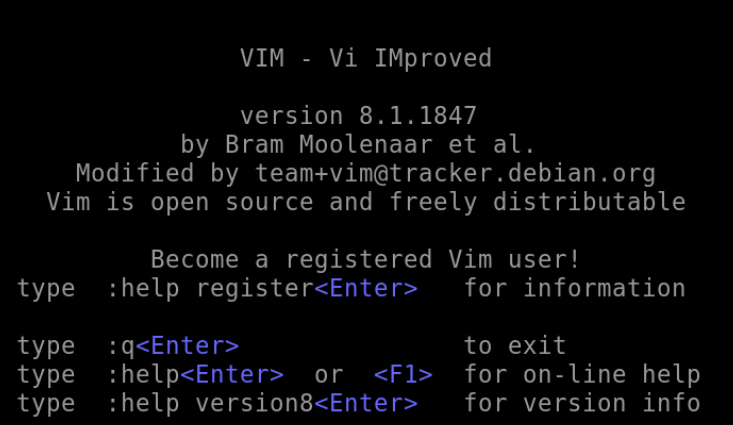 VIM - Vi IMproved
version 8.1.1847
by Bram Moolenaar et al.
Modified by team+vim@tracker.debian.org
Vim is open source and freely distributable
Become a registered Vim user!
type  :help register<Enter>   for information
type  :q<Enter>               to exit
type  :help<Enter>  or  <F1>  for on-line help
type  :help version8<Enter>   for version info